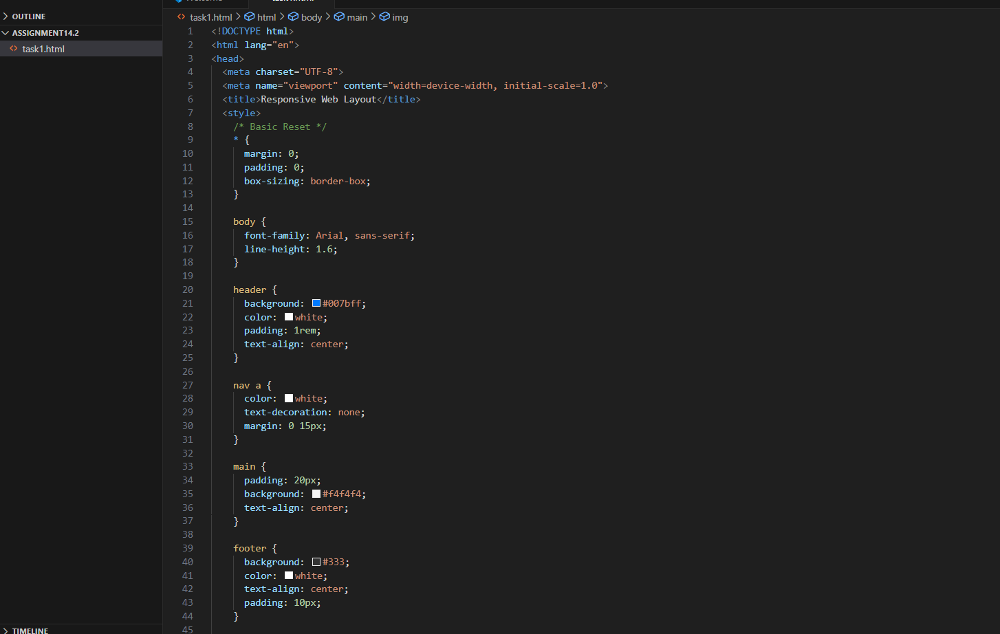 OUTLINE
ASSIGNMENT14.2
task1.html
TIMELINE
task1.html > html > body > main > img
1 <!DOCTYPE html>
2 <html lang="en">
3 <head>
4 <meta charset="UTF-8">
5 <meta name="viewport" content="width=device-width, initial-scale=1.0">
6 <title>Responsive Web Layout</title>
7 <style>
8 /* Basic Reset */
9 * {
10 margin: 0;
11 padding: 0;
12 box-sizing: border-box;
13 }
14
15 body {
16 font-family: Arial, sans-serif;
17 line-height: 1.6;
18 }
19
20 header {
21 background: #007bff;
22 color: white;
23 padding: 1rem;
24 text-align: center;
25 }
26
27 nav a {
28 color: white;
29 text-decoration: none;
30 margin: 0 15px;
31 }
32
33 main {
34 padding: 20px;
35 background: #f4f4f4;
36 text-align: center;
37 }
38
39 footer {
40 background: #333;
41 color: white;
42 text-align: center;
43 padding: 10px;
44 }
45